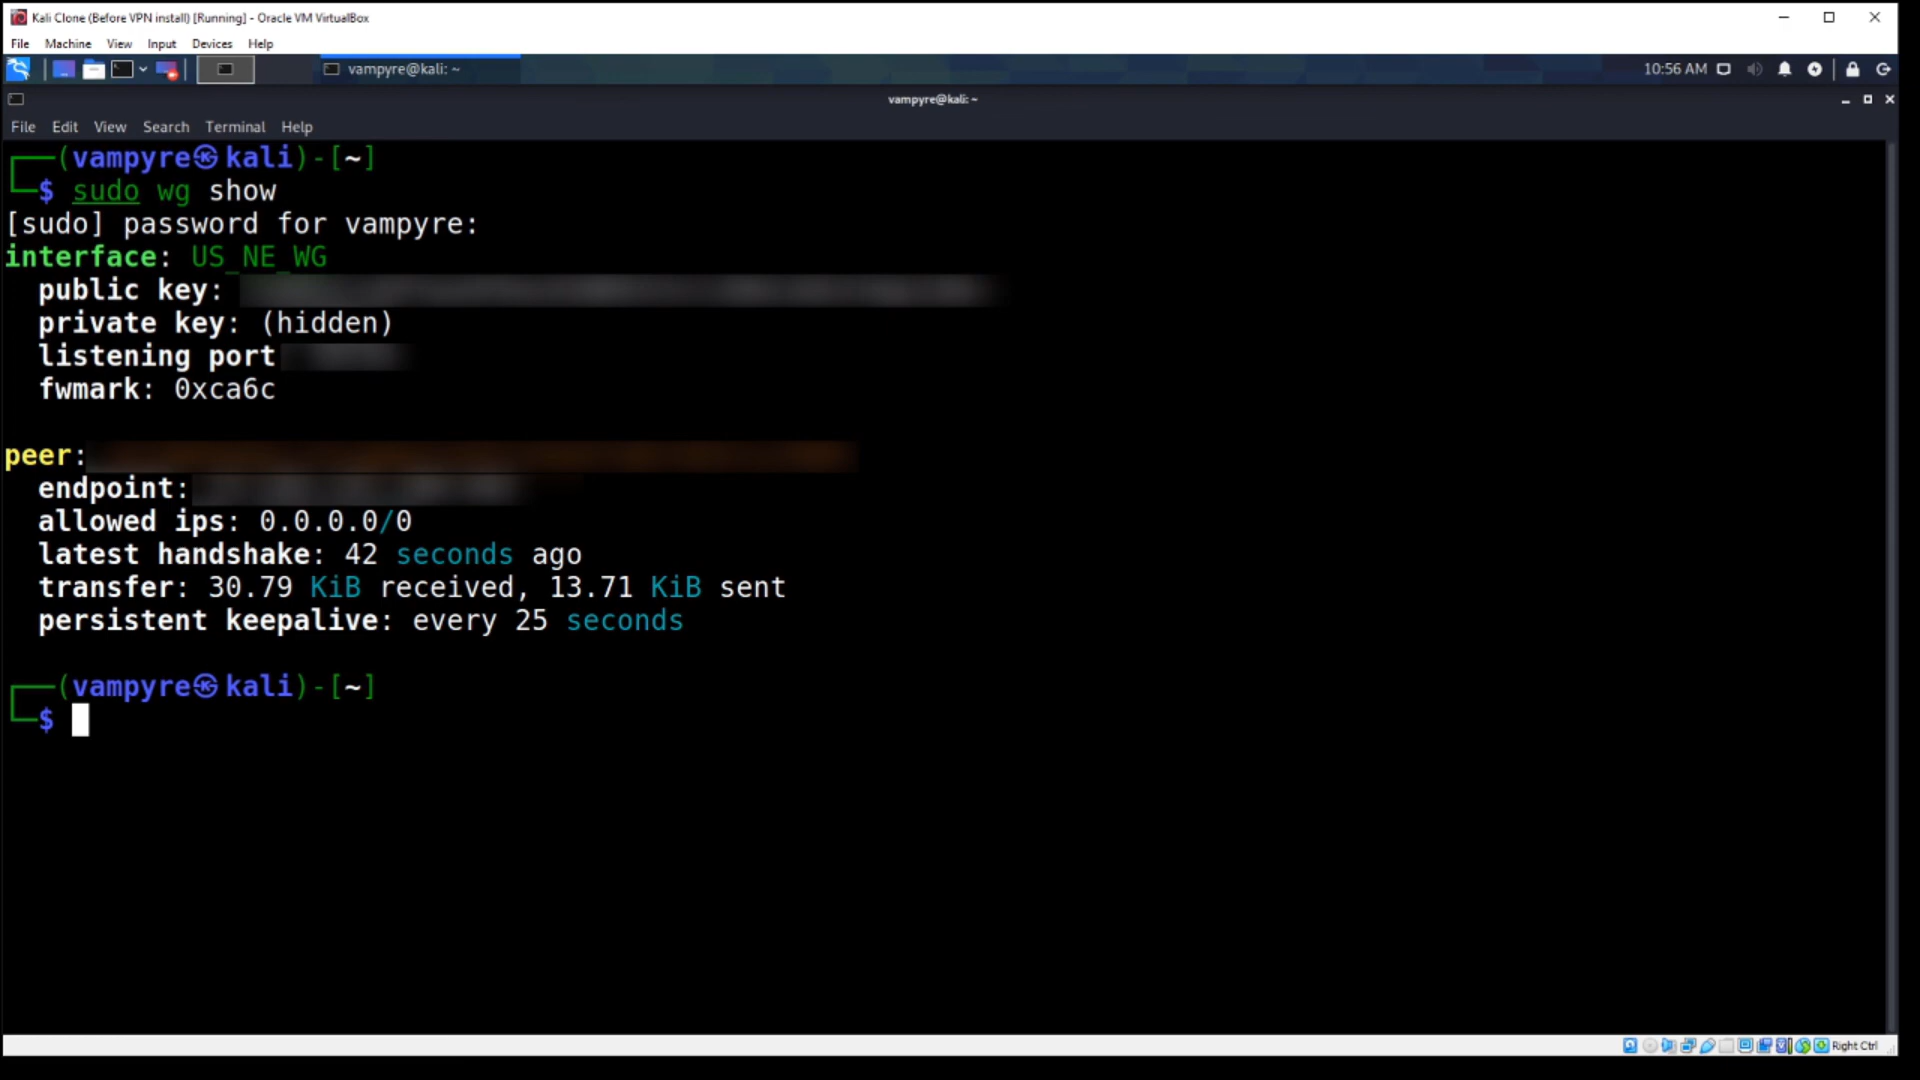 Kali Clone (Before VPN install) [Running] - Oracle VM VirtualBox
File Machine View Input Devices Help
vampyre@kali: ~
10:56 AM
vampyre@kali: ~
File Edit View Search Terminal Help
┌──(vampyre㉿kali)-[~]
└─$ sudo wg show
[sudo] password for vampyre:
interface: US_NE_WG
public key:
private key: (hidden)
listening port
fwmark: 0xca6c
peer:
endpoint:
allowed ips: 0.0.0.0/0
latest handshake: 42 seconds ago
transfer: 30.79 KiB received, 13.71 KiB sent
persistent keepalive: every 25 seconds
┌──(vampyre㉿kali)-[~]
└─$
Right Ctrl